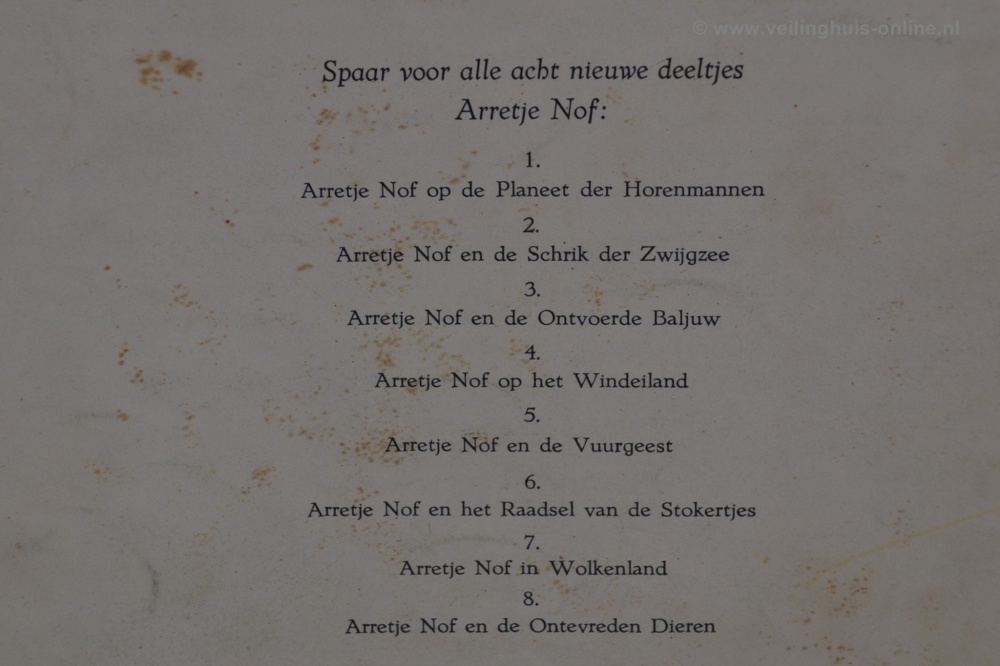 © www.veilinghuis-online.nl
Spaar voor alle acht nieuwe deeltjes
Arretje Nof:
1.
Arretje Nof op de Planeet der Horenmannen
2.
Arretje Nof en de Schrik der Zwijgzee
3.
Arretje Nof en de Ontvoerde Baljuw
4.
Arretje Nof op het Windeiland
5.
Arretje Nof en de Vuurgeest
6.
Arretje Nof en het Raadsel van de Stokertjes
7.
Arretje Nof in Wolkenland
8.
Arretje Nof en de Ontevreden Dieren